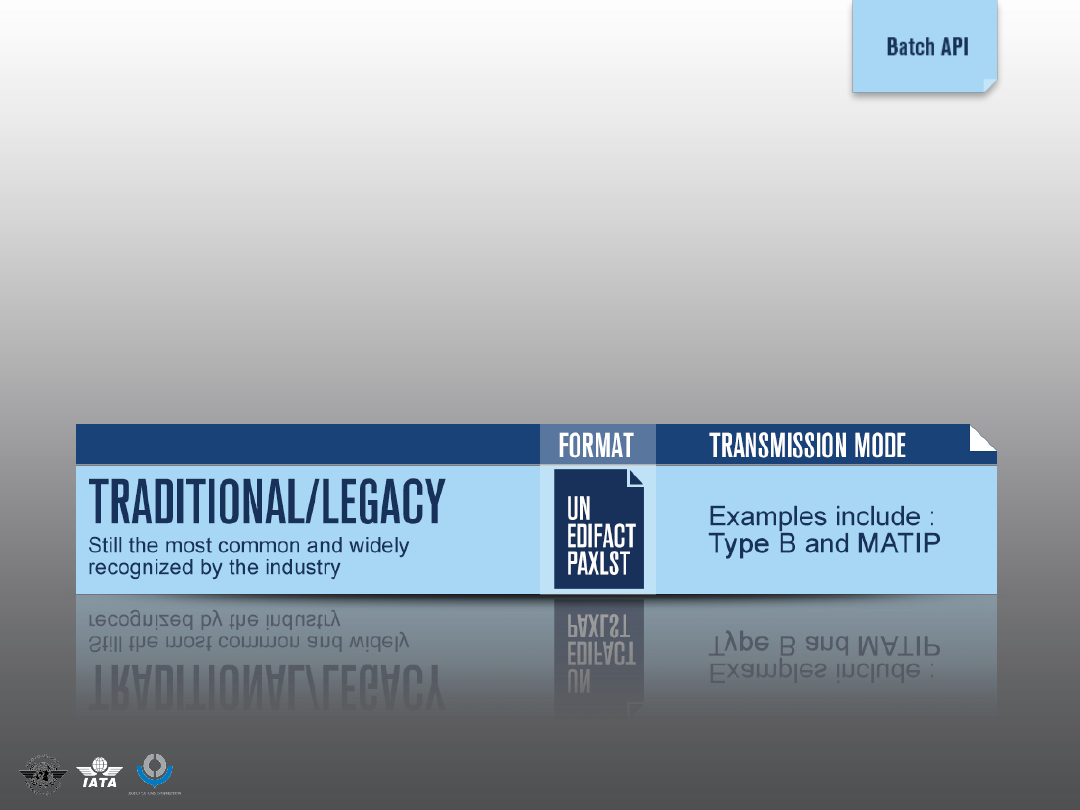 Batch API
FORMAT
TRANSMISSION MODE
TRADITIONAL/LEGACY
Still the most common and widely
recognized by the industry
UN
EDIFACT
PAXLST
Examples include :
Type B and MATIP
IATA